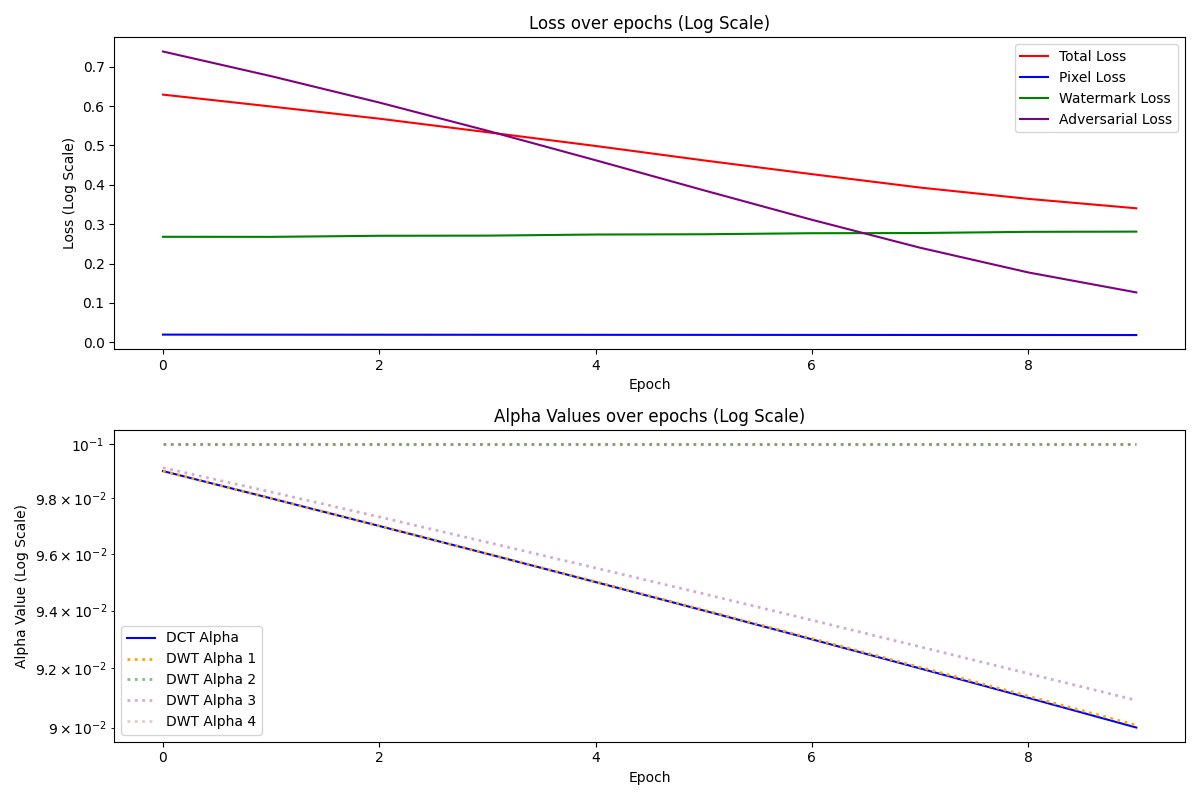 Loss over epochs (Log Scale)
Loss (Log Scale)
0.7
0.6
0.5
0.4
0.3
0.2
0.1
0.0
Total Loss
Pixel Loss
Watermark Loss
Adversarial Loss
0 2 4 6 8
Epoch
Alpha Values over epochs (Log Scale)
Alpha Value (Log Scale)
10⁻¹
9.8 × 10⁻²
9.6 × 10⁻²
9.4 × 10⁻²
9.2 × 10⁻²
9 × 10⁻²
DCT Alpha
DWT Alpha 1
DWT Alpha 2
DWT Alpha 3
DWT Alpha 4
0 2 4 6 8
Epoch